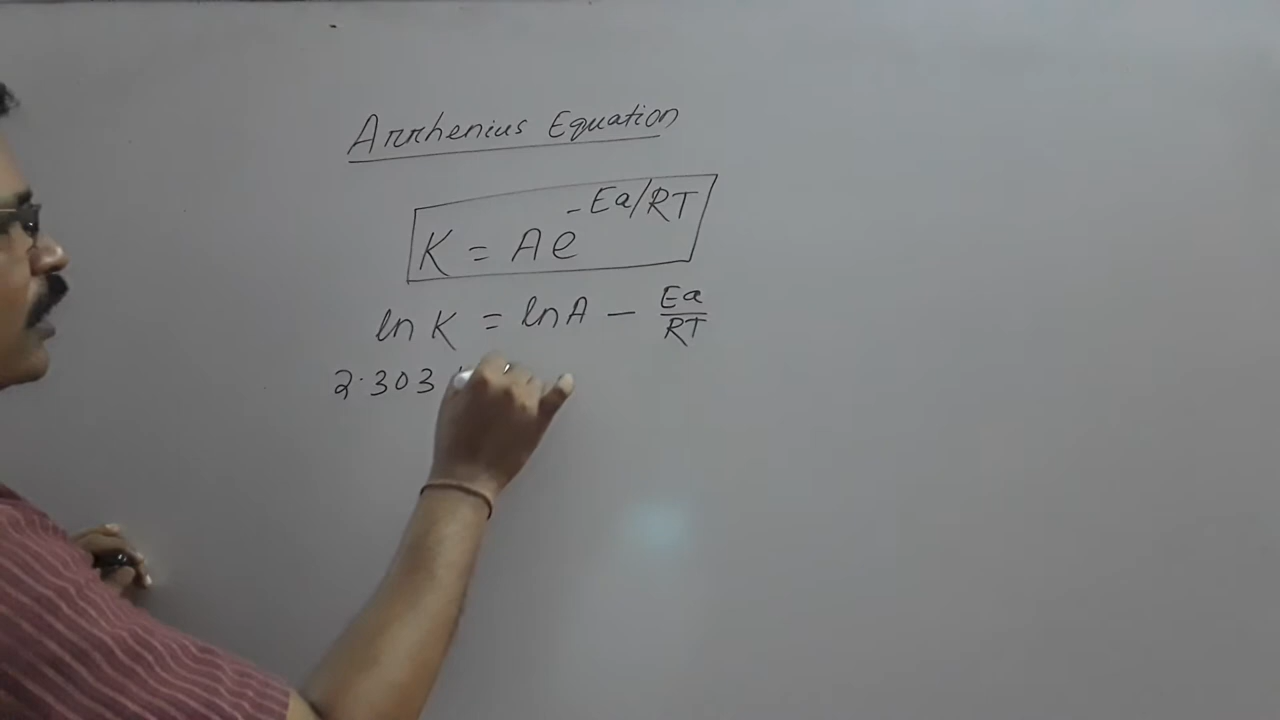 Arrhenius Equation
K = Ae^-Ea/RT
ln K = ln A - Ea/RT
2.303